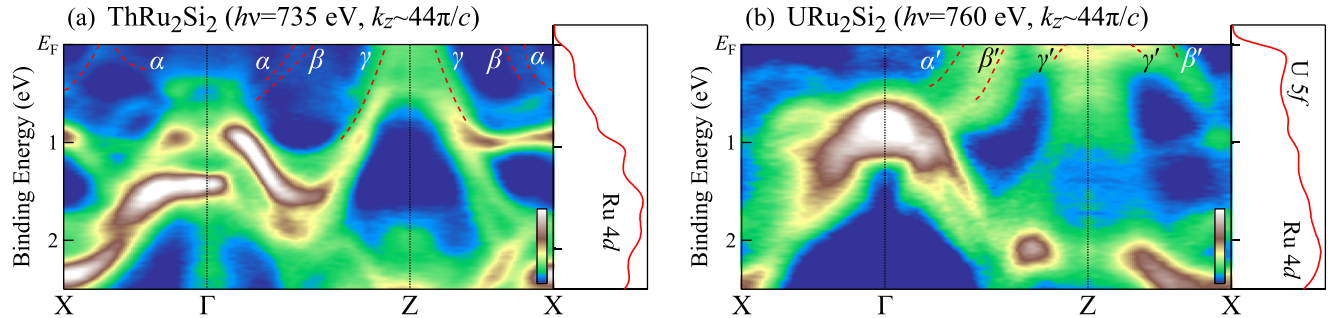 (a) ThRu2Si2 (hν=735 eV, kz~44π/c)
EF
α α β γ γ β α
Binding Energy (eV)
1
2
Ru 4d
X Γ Z X
(b) URu2Si2 (hν=760 eV, kz~44π/c)
EF
α' β' γ' γ' β'
Binding Energy (eV)
1
2
U 5f
Ru 4d
X Γ Z X